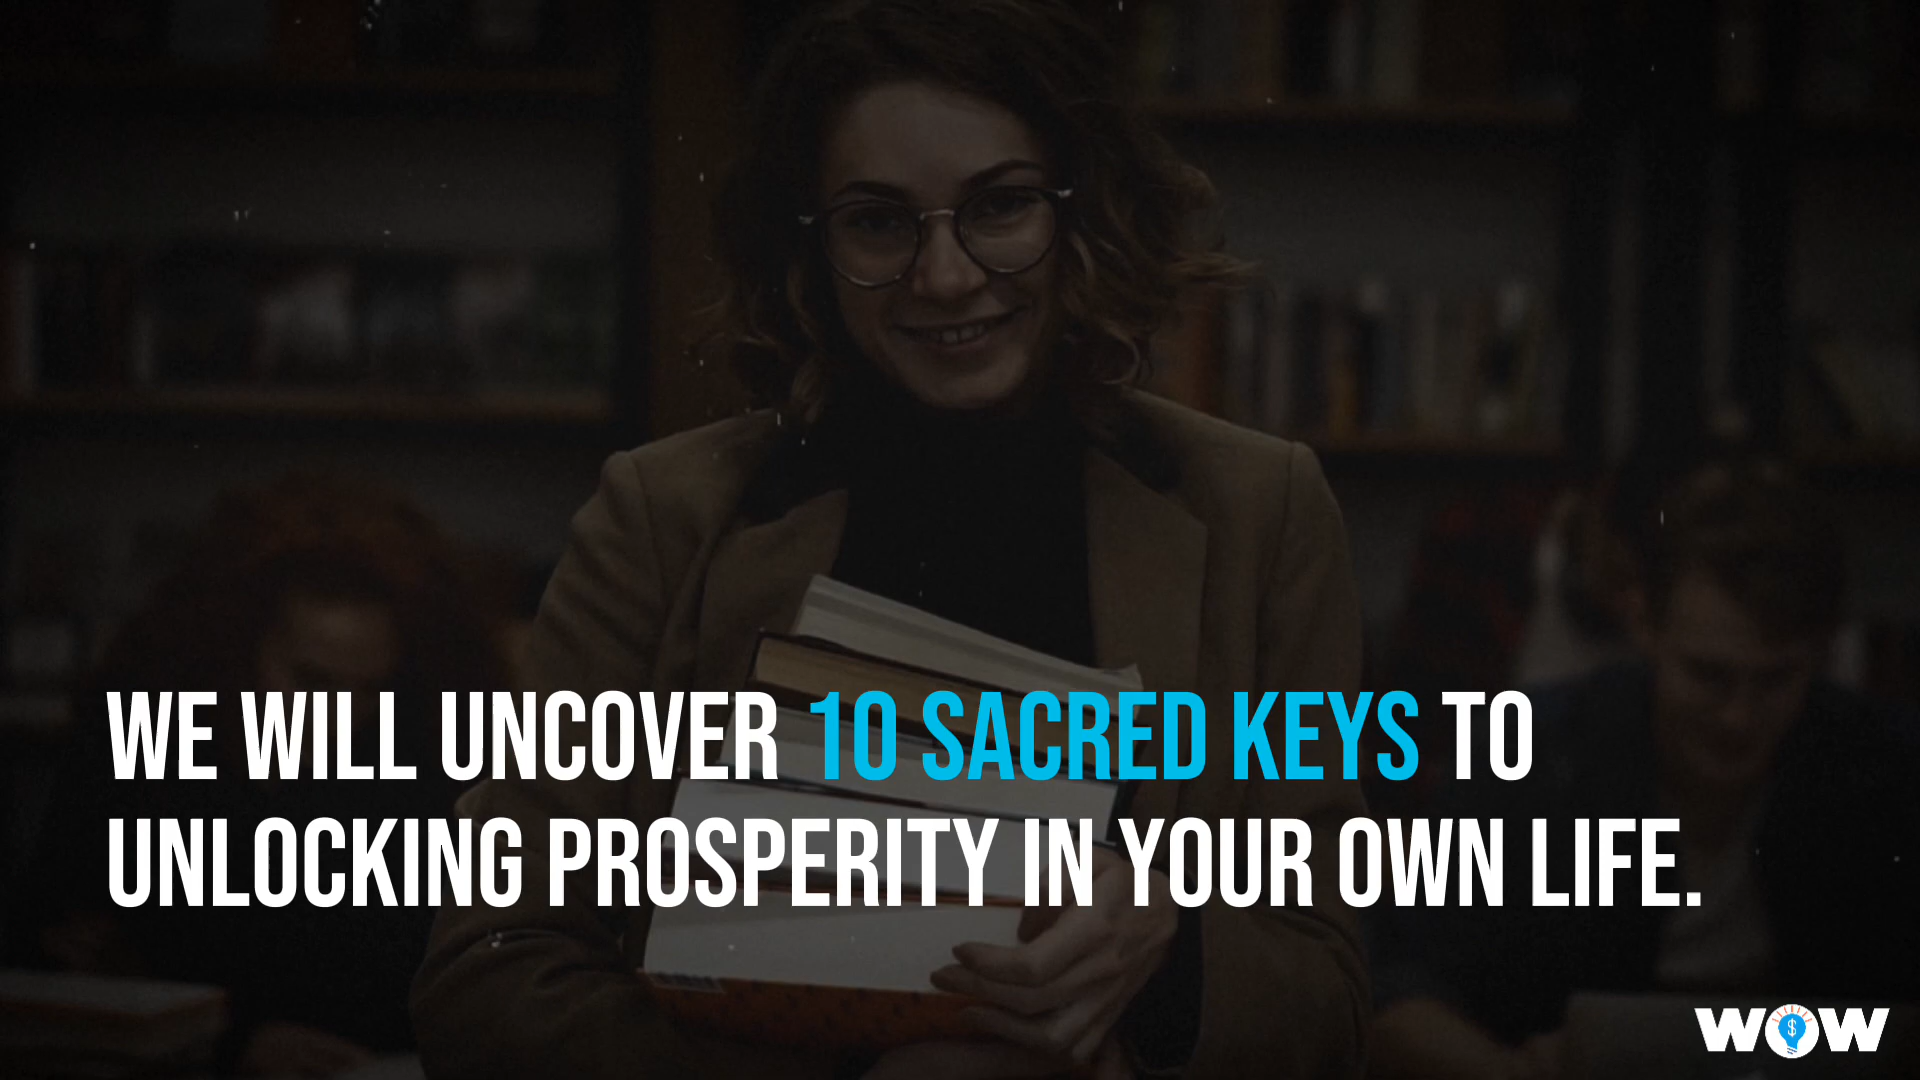 WE WILL UNCOVER 10 SACRED KEYS TO
UNLOCKING PROSPERITY IN YOUR OWN LIFE.
WOW